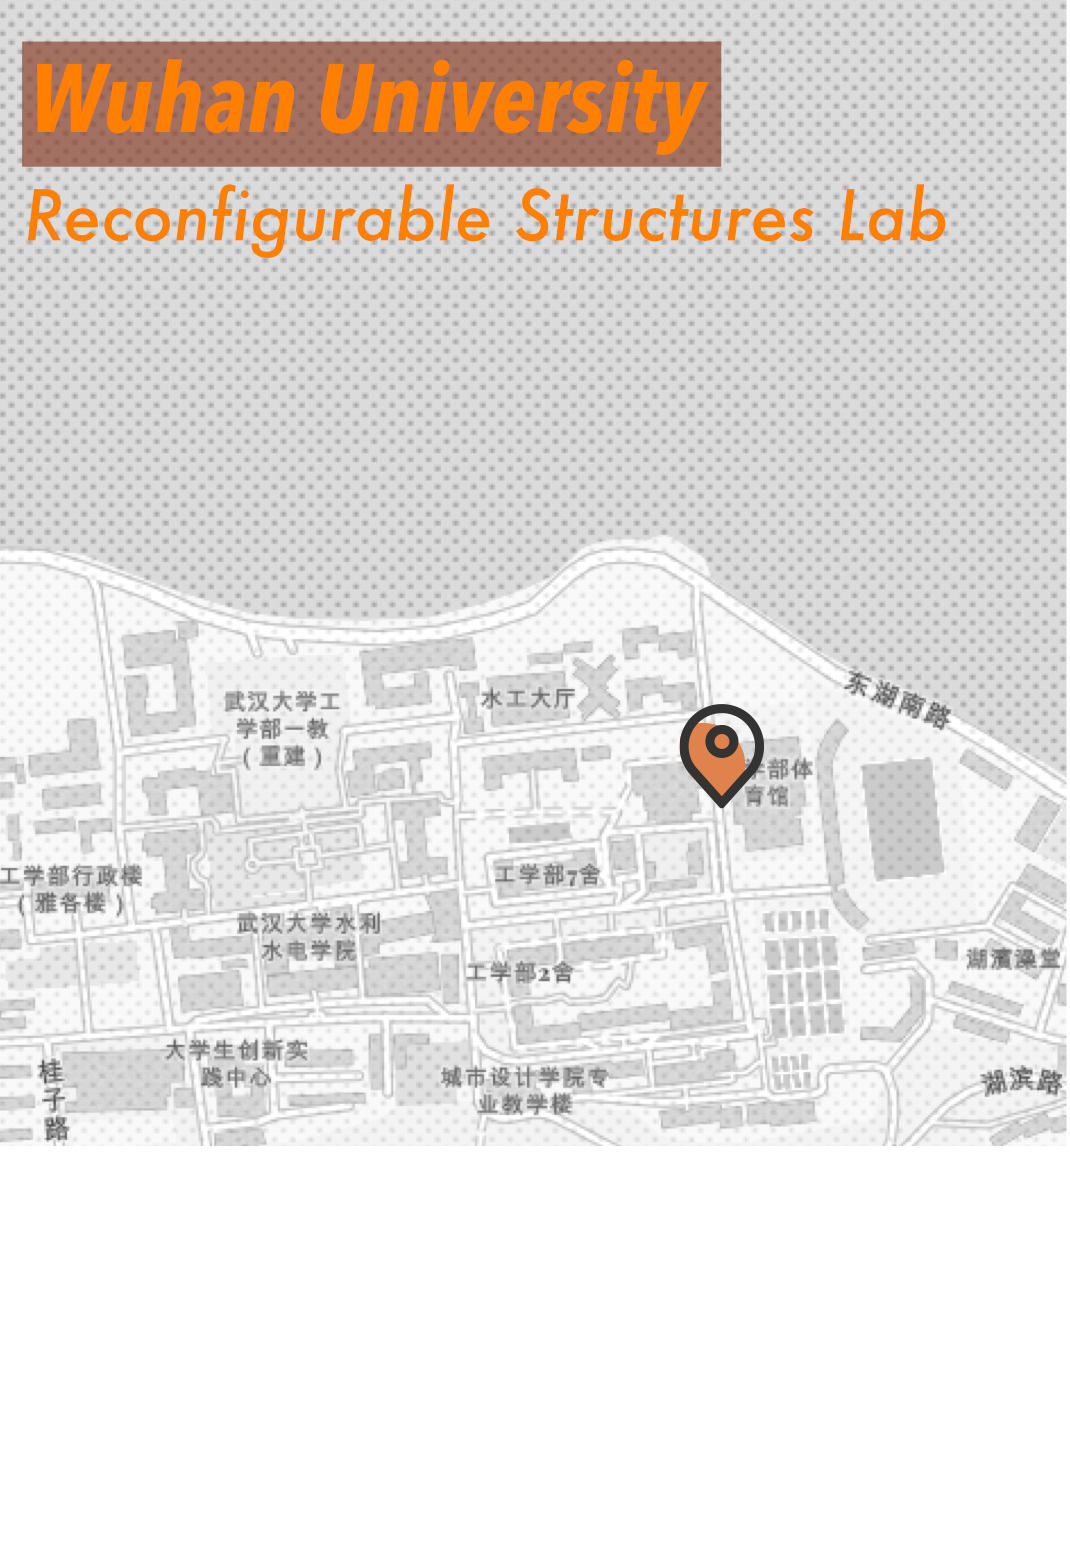 Wuhan University
Reconfigurable Structures Lab
东湖南路
武汉大学工
学部一教
(重建)
水工大厅
学部体
育馆
工学部行政楼
(雅各楼)
工学部7舍
武汉大学水利
水电学院
工学部2舍
湖滨澡堂
大学生创新实
践中心
城市设计学院专
业教学楼
桂子路
湖滨路